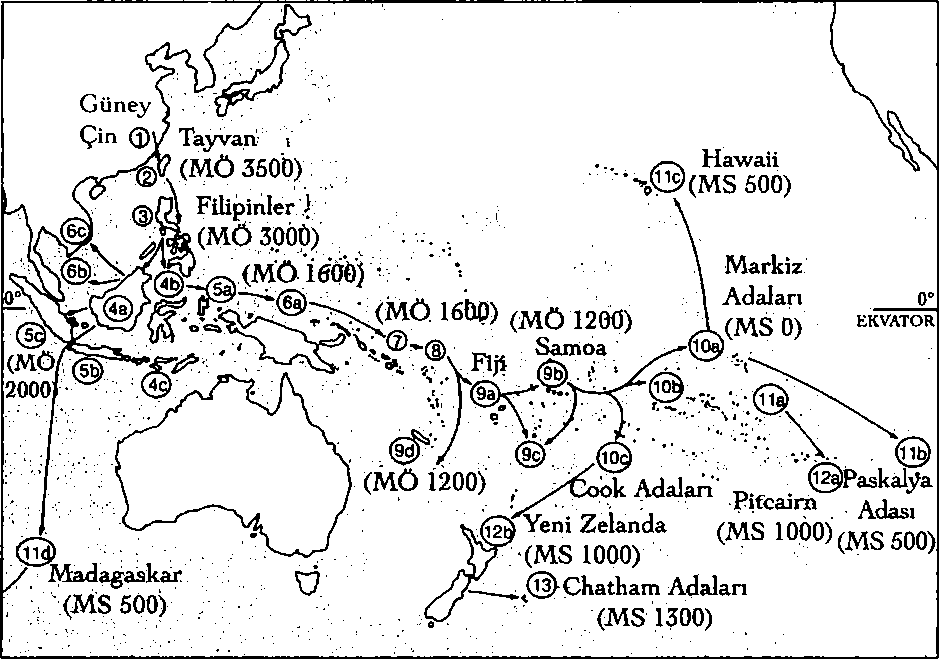 Güney
Çin ①
Tayvan
(MÖ 3500)
②
③
Filipinler
(MÖ 3000)
6c
6b
4b
5a
(MÖ 1600)
6a
4a
0°
5c
(MÖ
2000)
5b
4c
(MÖ 1600)
7
8
(MÖ 1200)
Fiji
Samoa
9a
9b
9c
9d
(MÖ 1200)
Hawaii
11c
(MS 500)
Markiz
Adaları
(MS 0)
0°
EKVATOR
10a
10b
11a
10c
Cook Adaları
11b
12a
Paskalya
Adası
(MS 500)
Pitcairn
(MS 1000)
12b
Yeni Zelanda
(MS 1000)
13
Chatham Adaları
(MS 1300)
11d
Madagaskar
(MS 500)